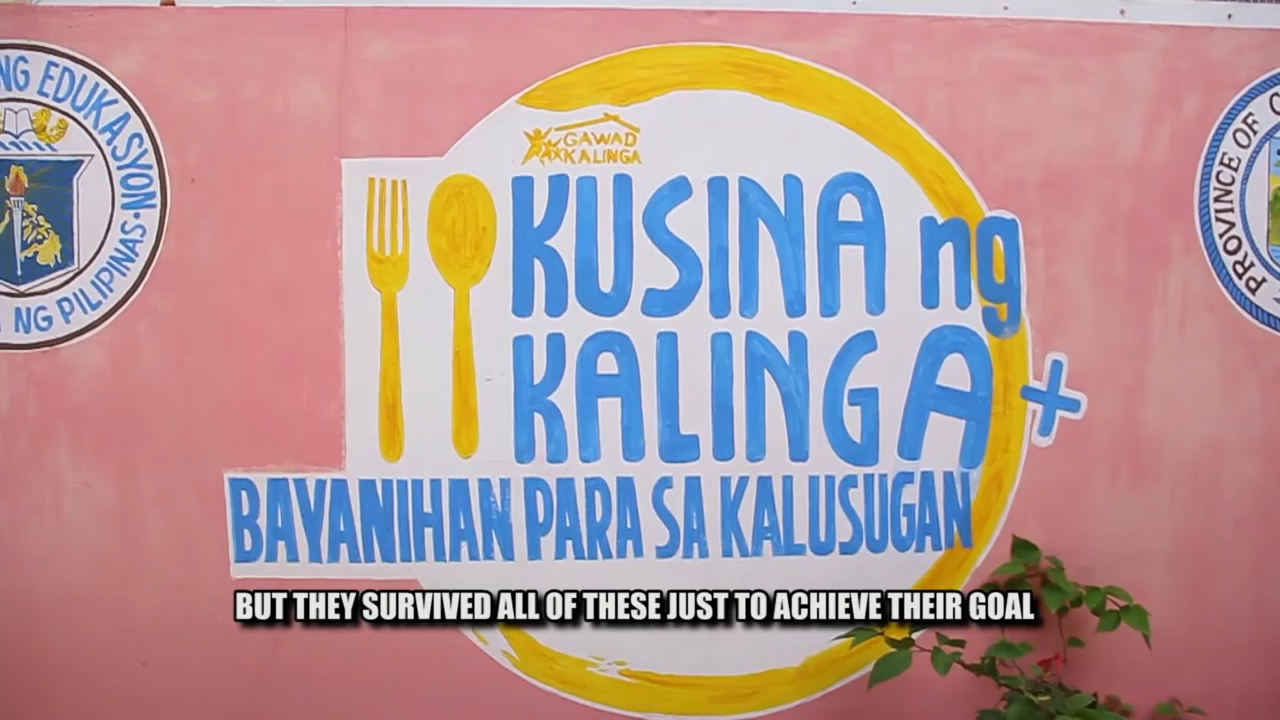 NG EDUKASYON
NG PILIPINAS
GAWAD
KALINGA
KUSINA ng
KALINGA +
BAYANIHAN PARA SA KALUSUGAN
PROVINCE OF
BUT THEY SURVIVED ALL OF THESE JUST TO ACHIEVE THEIR GOAL